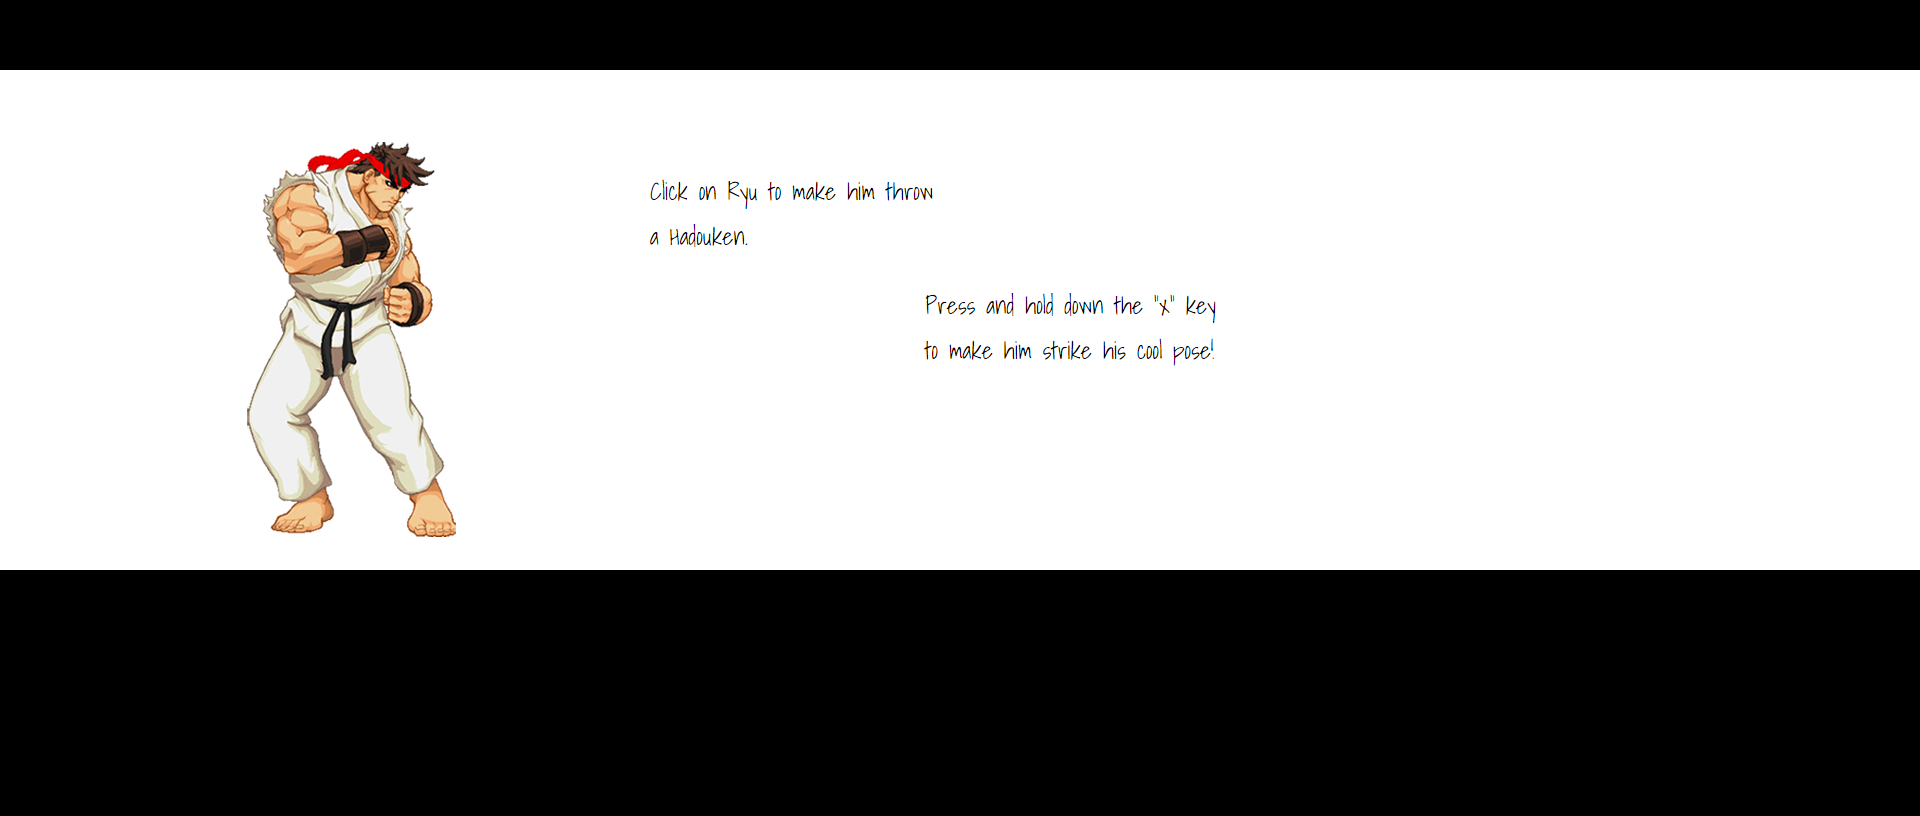 Click on Ryu to make him throw
a Hadouken.
Press and hold down the "x" key
to make him strike his cool pose!